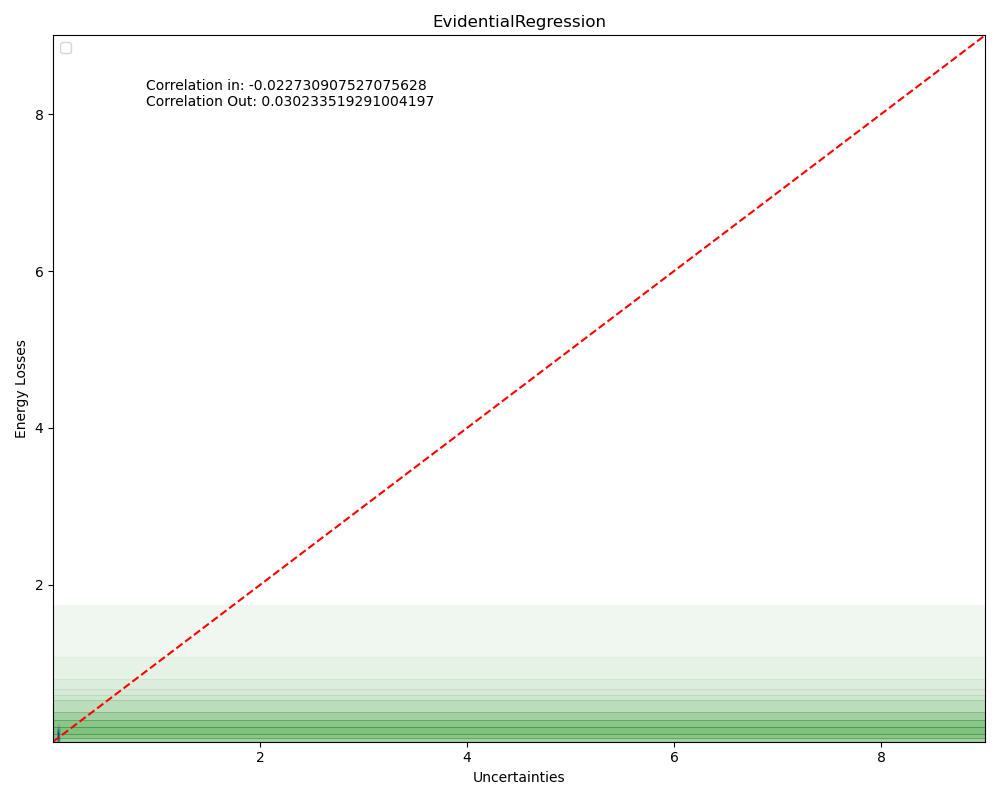 EvidentialRegression
Correlation in: -0.022730907527075628
Correlation Out: 0.030233519291004197
8
6
4
2
Energy Losses
2 4 6 8
Uncertainties